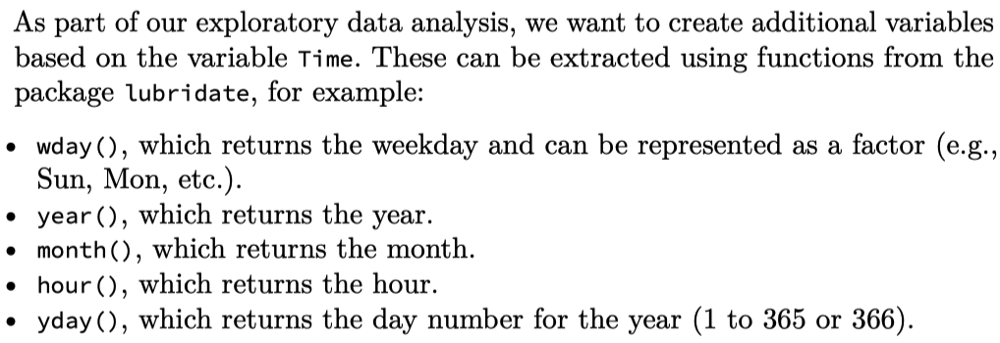 As part of our exploratory data analysis, we want to create additional variables
based on the variable Time. These can be extracted using functions from the
package lubridate, for example:
• wday(), which returns the weekday and can be represented as a factor (e.g.,
Sun, Mon, etc.).
• year(), which returns the year.
• month(), which returns the month.
• hour(), which returns the hour.
• yday(), which returns the day number for the year (1 to 365 or 366).